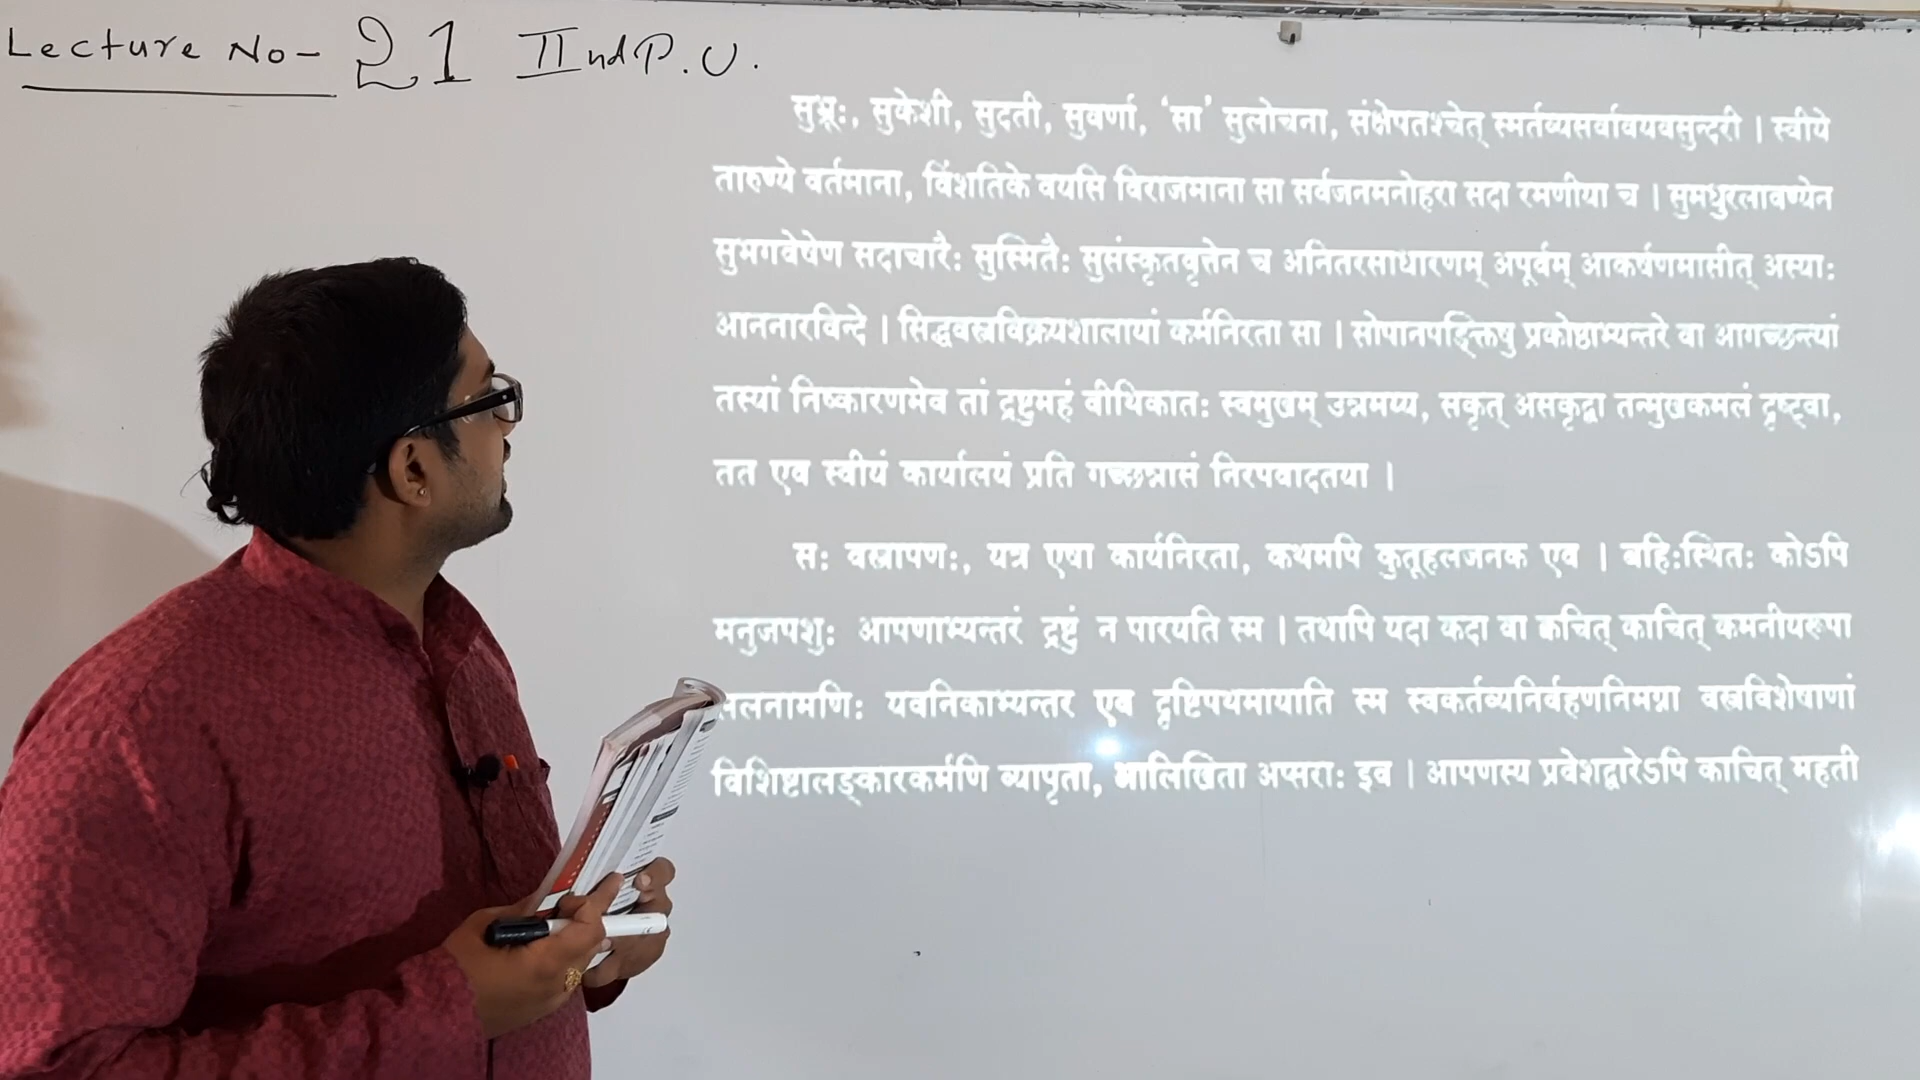 Lecture No- 21 IInd P.U.
सुभ्रूः, सुकेशी, सुदती, सुवर्णा, 'सा' सुलोचना, संक्षेपतश्चेत् स्मर्तव्यसर्वावयवसुन्दरी । स्वीये
तारुण्ये वर्तमाना, विंशतिके वयसि विराजमाना सा सर्वजनमनोहरा सदा रमणीया च । सुमधुरलावण्येन
सुभगवेषेण सदाचारैः सुस्मितैः सुसंस्कृतवृत्तेन च अनितरसाधारणम् अपूर्वम् आकर्षणमासीत् अस्याः
आननारविन्दे । सिद्धवस्त्रविक्रयशालायां कर्मनिरता सा । सोपानपङ्क्तिषु प्रकोष्ठाभ्यन्तरे वा आगच्छन्त्यां
तस्यां निष्कारणमेव तां द्रष्टुमहं वीथिकातः स्वमुखम् उन्नमय्य, सकृत् असकृद्वा तन्मुखकमलं दृष्ट्वा,
तत एव स्वीयं कार्यालयं प्रति गच्छन्नासं निरपवादतया ।
सः वस्त्रापणः, यत्र एषा कार्यनिरता, कथमपि कुतूहलजनक एव । बहिःस्थितः कोऽपि
मनुजपशुः आपणाभ्यन्तरं द्रष्टुं न पारयति स्म । तथापि यदा कदा वा कचित् काचित् कमनीयरूपा
ललनामणिः यवनिकाभ्यन्तर एव दृष्टिपथमायाति स्म स्वकर्तव्यनिर्वहणनिमग्ना वस्त्रविशेषाणां
विशिष्टालङ्कारकर्मणि व्यापृता, आलिखिता अप्सराः इव । आपणस्य प्रवेशद्वारेऽपि काचित् महती